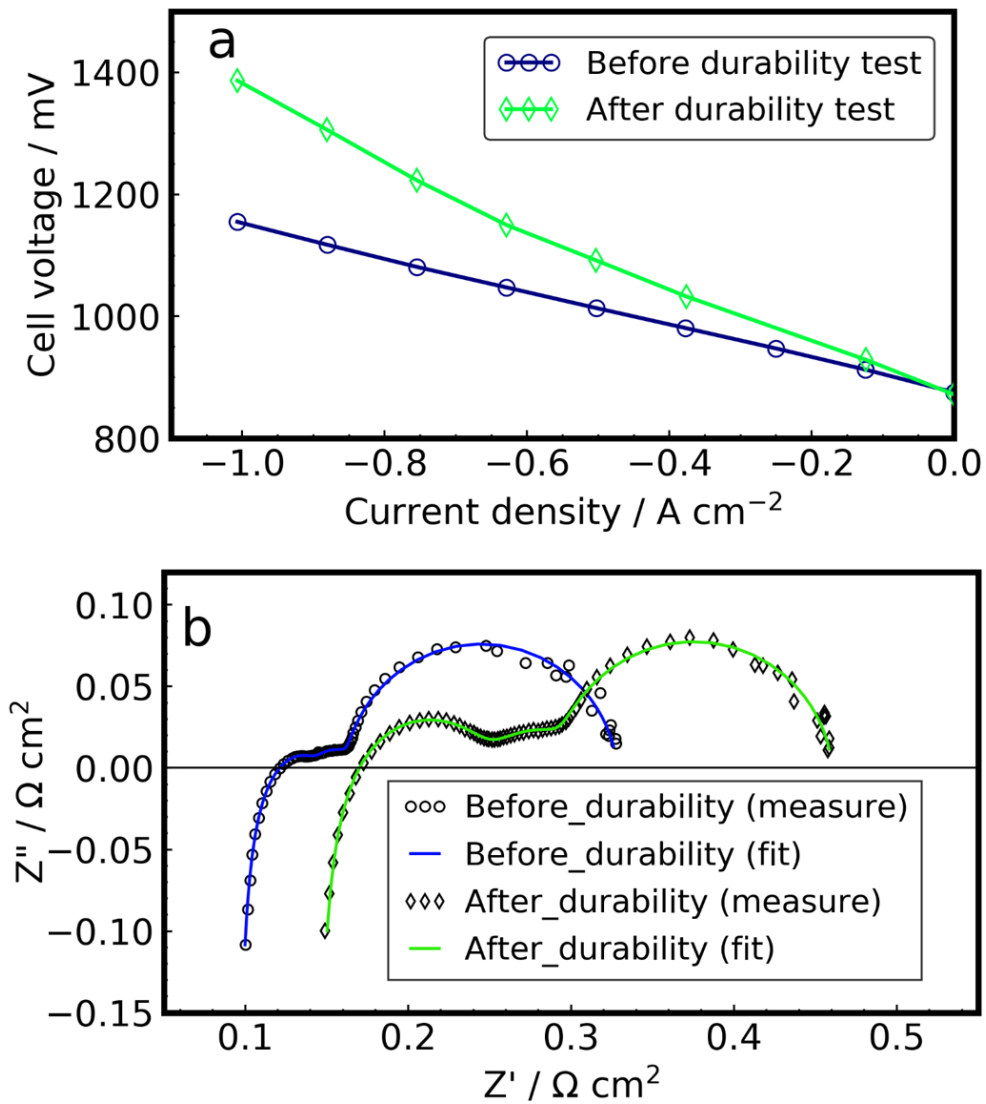 a
Before durability test
After durability test
1400
1200
1000
800
Cell voltage / mV
−1.0 −0.8 −0.6 −0.4 −0.2 0.0
Current density / A cm⁻²
b
0.10
0.05
0.00
−0.05
−0.10
−0.15
Z" / Ω cm²
Before_durability (measure)
Before_durability (fit)
After_durability (measure)
After_durability (fit)
0.1 0.2 0.3 0.4 0.5
Z' / Ω cm²